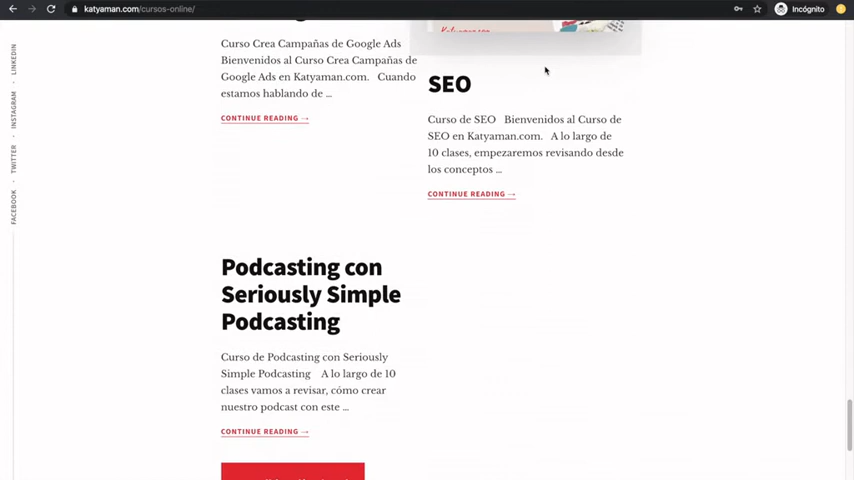 katyaman.com/cursos-online/
Incógnito
LINKEDIN
INSTAGRAM
TWITTER
FACEBOOK
Curso Crea Campañas de Google Ads
Bienvenidos al Curso Crea Campañas de
Google Ads en Katyaman.com. Cuando
estamos hablando de ...
CONTINUE READING →
SEO
Curso de SEO Bienvenidos al Curso de
SEO en Katyaman.com. A lo largo de
10 clases, empezaremos revisando desde
los conceptos ...
CONTINUE READING →
Podcasting con
Seriously Simple
Podcasting
Curso de Podcasting con Seriously
Simple Podcasting A lo largo de 10
clases vamos a revisar, cómo crear
nuestro podcast con este ...
CONTINUE READING →